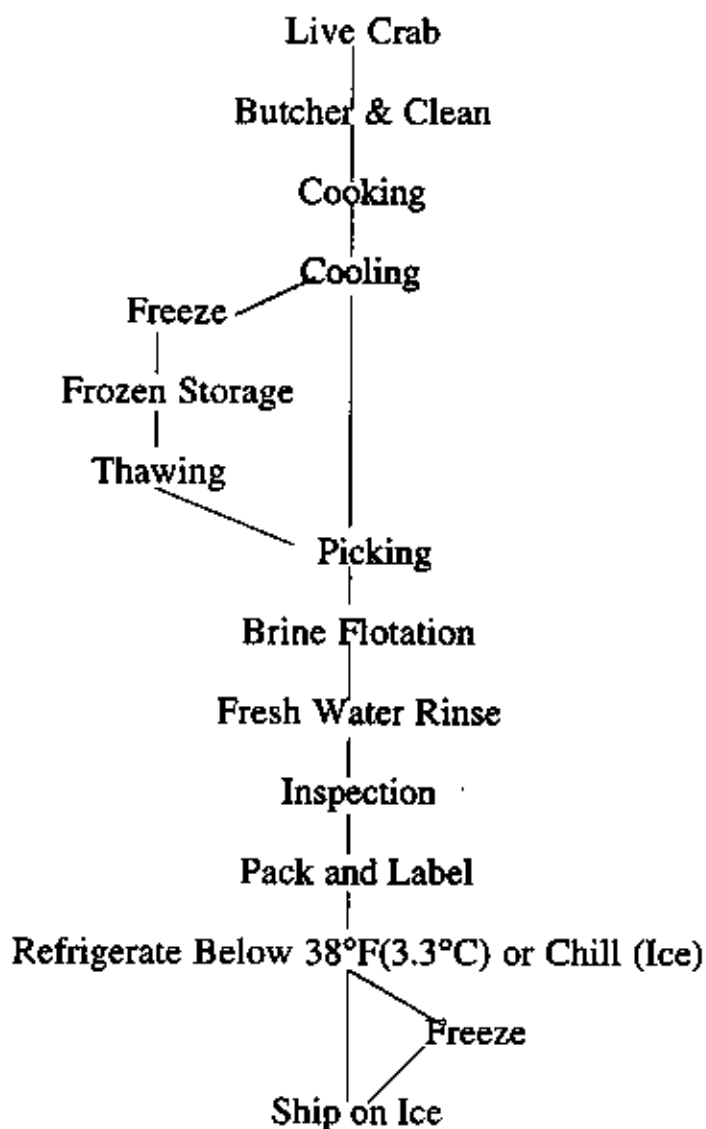 Live Crab
Butcher & Clean
Cooking
Cooling
Freeze
Frozen Storage
Thawing
Picking
Brine Flotation
Fresh Water Rinse
Inspection
Pack and Label
Refrigerate Below 38°F(3.3°C) or Chill (Ice)
Freeze
Ship on Ice